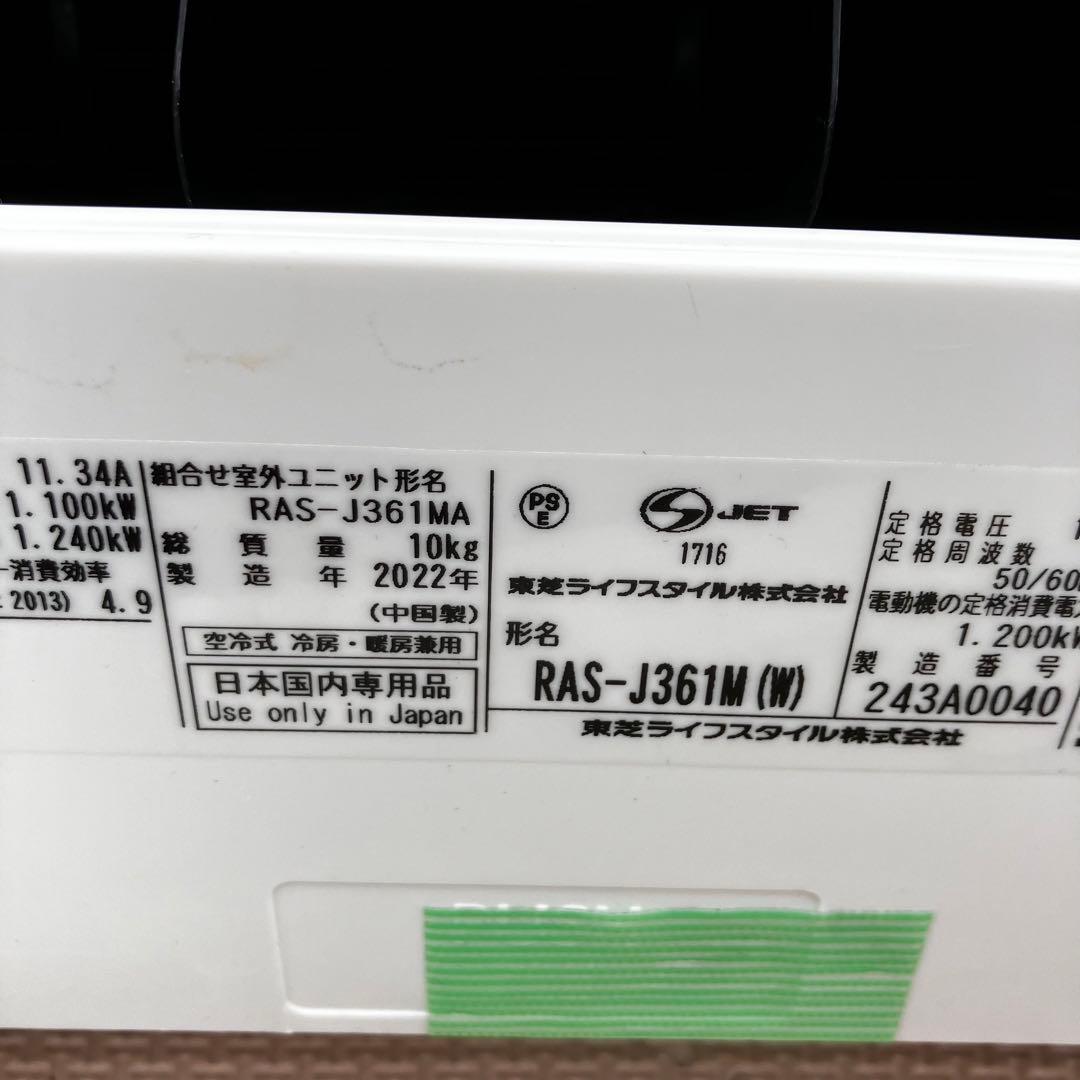 11.34A
1.100kW
1.240kW
消費効率
2013) 4.9
組合せ室外ユニット形名
RAS-J361MA
総質量 10kg
製造年 2022年
(中国製)
空冷式 冷房・暖房兼用
日本国内専用品
Use only in Japan
PS
E
JET
1716
東芝ライフスタイル株式会社
形名
RAS-J361M(W)
東芝ライフスタイル株式会社
定格電圧
定格周波数
50/60
電動機の定格消費電
1.200k
製造番号
243A0040